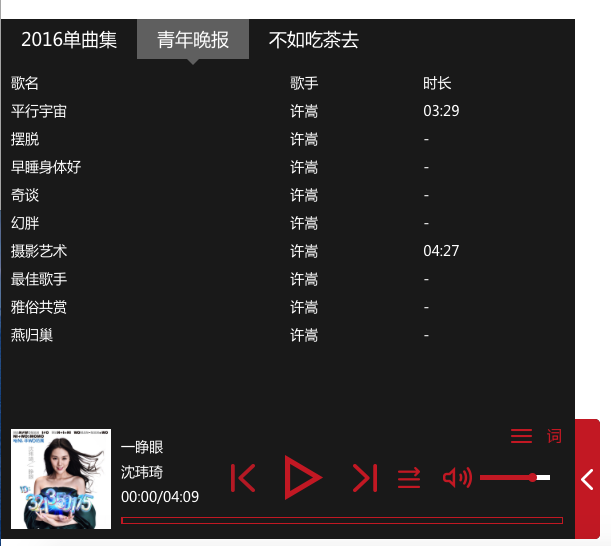 2016单曲集 青年晚报 不如吃茶去
歌名 歌手 时长
平行宇宙 许嵩 03:29
摆脱 许嵩 -
早睡身体好 许嵩 -
奇谈 许嵩 -
幻胖 许嵩 -
摄影艺术 许嵩 04:27
最佳歌手 许嵩 -
雅俗共赏 许嵩 -
燕归巢 许嵩 -
词
一睁眼
沈玮琦
00:00/04:09